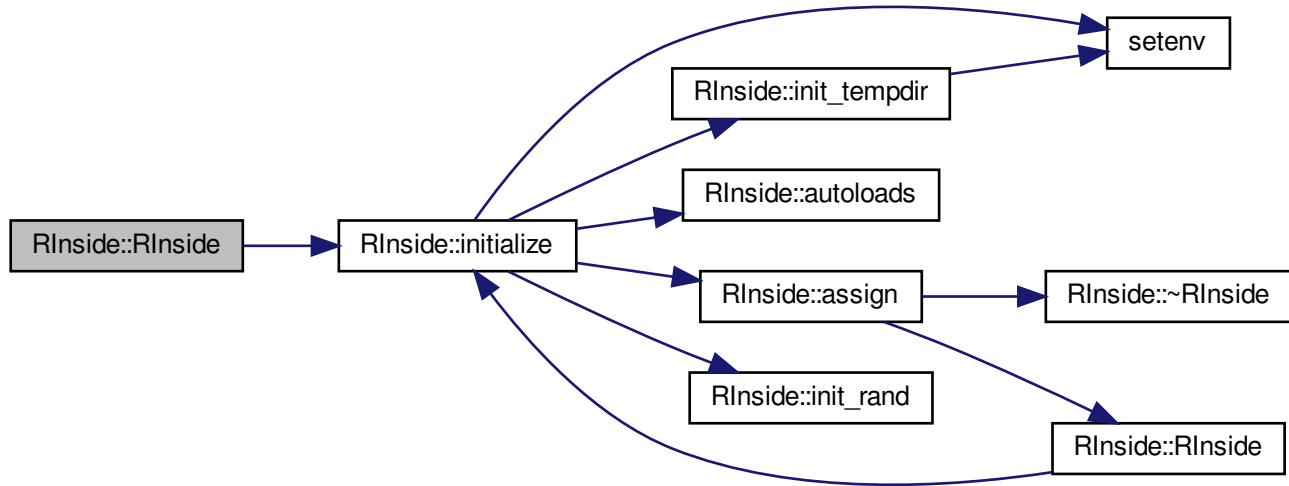 setenv
RInside::init_tempdir
RInside::autoloads
RInside::RInside
RInside::initialize
RInside::assign
RInside::~RInside
RInside::init_rand
RInside::RInside